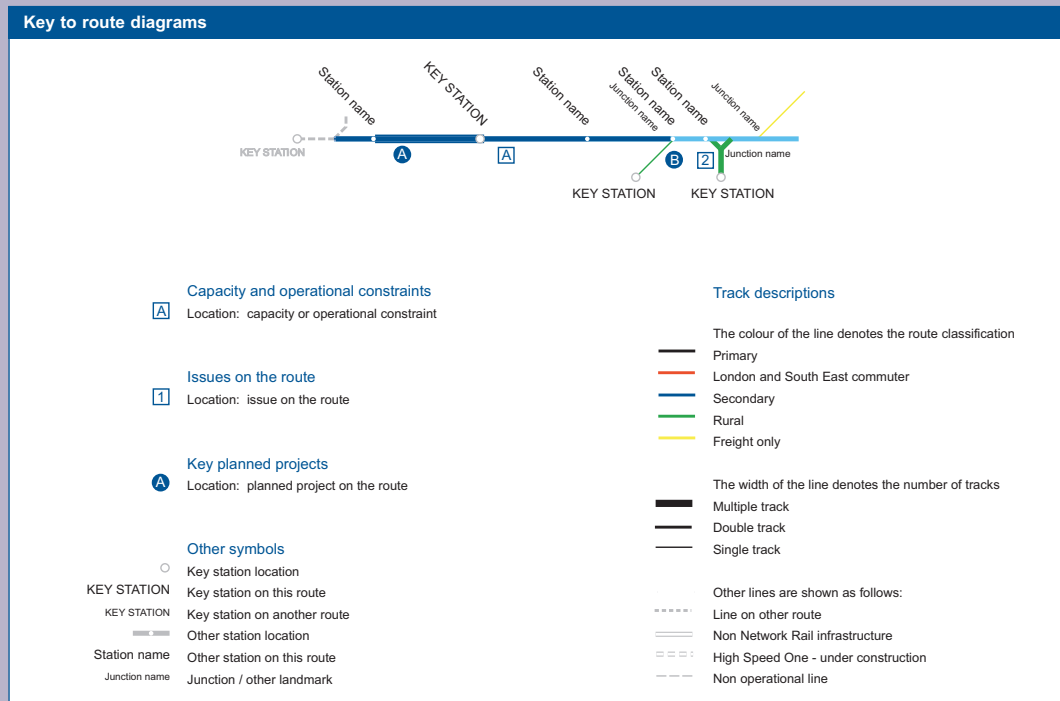 Key to route diagrams
Station name
KEY STATION
Station name
Station name
Junction name
Station name
Junction name
KEY STATION
A
A
B
2
Junction name
KEY STATION
KEY STATION
Capacity and operational constraints
A
Location: capacity or operational constraint
Issues on the route
1
Location: issue on the route
Key planned projects
A
Location: planned project on the route
Other symbols
Key station location
KEY STATION Key station on this route
KEY STATION Key station on another route
Other station location
Station name Other station on this route
Junction name Junction / other landmark
Track descriptions
The colour of the line denotes the route classification
Primary
London and South East commuter
Secondary
Rural
Freight only
The width of the line denotes the number of tracks
Multiple track
Double track
Single track
Other lines are shown as follows:
Line on other route
Non Network Rail infrastructure
High Speed One - under construction
Non operational line